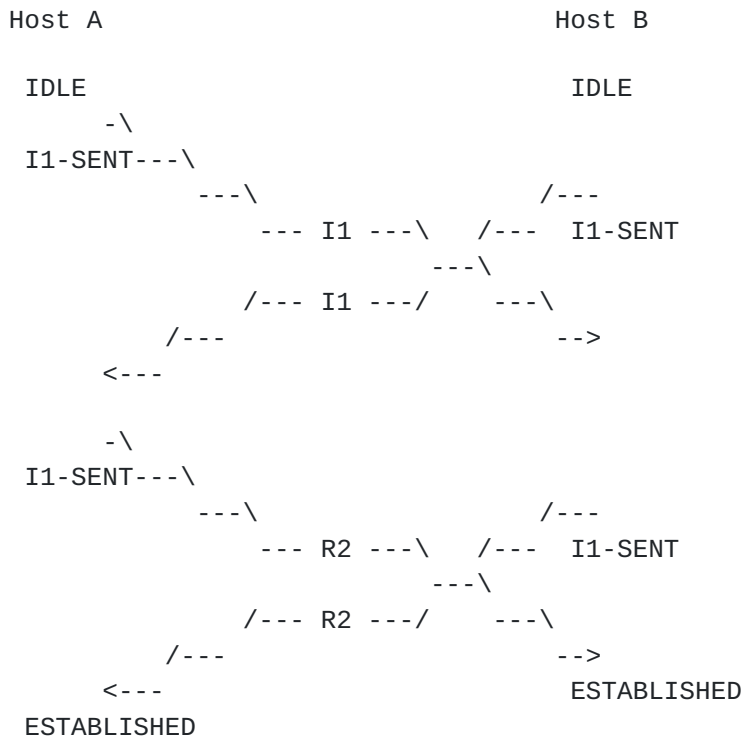 Host A                                   Host B

 IDLE                                     IDLE
      -\
 I1-SENT---\
            ---\                        /---
                --- I1 ---\   /---  I1-SENT
                           ---\
               /--- I1 ---/    ---\
          /---                     -->
      <---

      -\
 I1-SENT---\
            ---\                        /---
                --- R2 ---\   /---  I1-SENT
                           ---\
               /--- R2 ---/    ---\
          /---                     -->
      <---                          ESTABLISHED
 ESTABLISHED